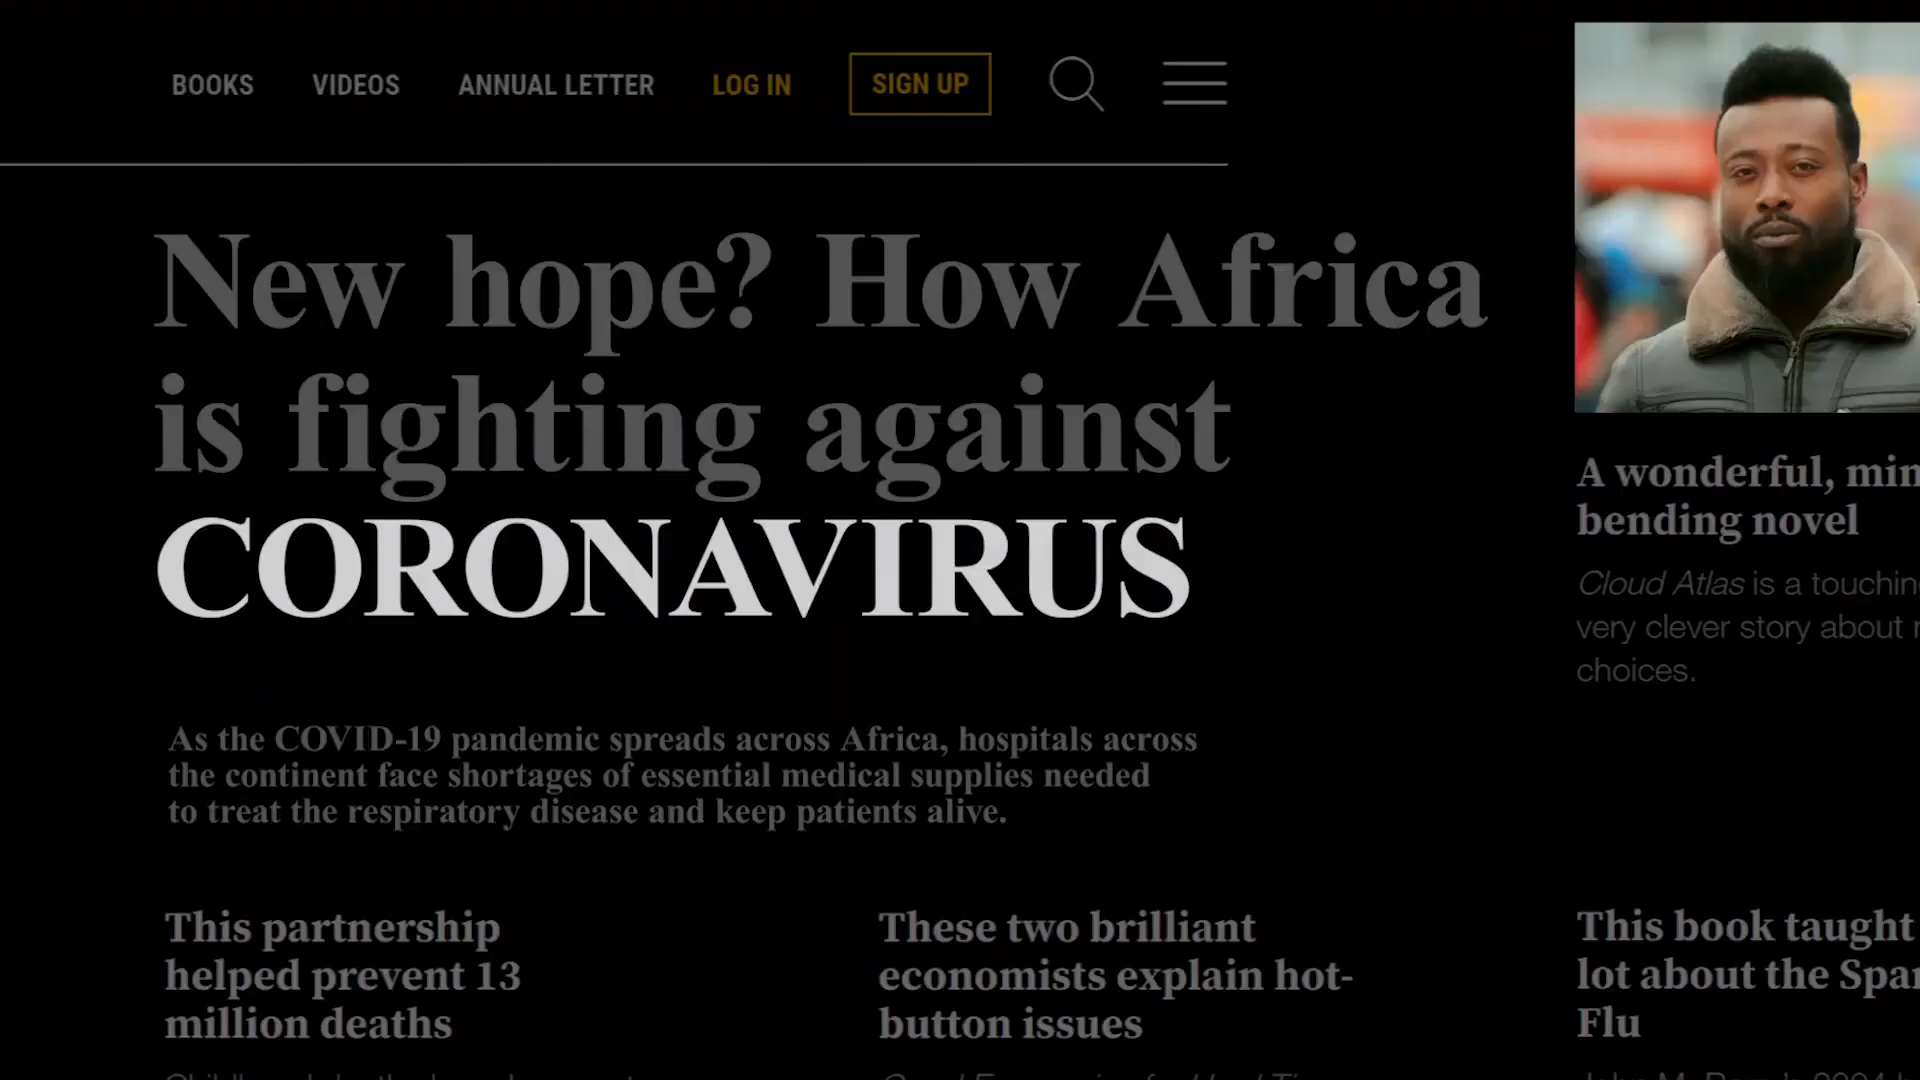 BOOKS VIDEOS ANNUAL LETTER LOG IN SIGN UP
New hope? How Africa
is fighting against
CORONAVIRUS
As the COVID-19 pandemic spreads across Africa, hospitals across
the continent face shortages of essential medical supplies needed
to treat the respiratory disease and keep patients alive.
A wonderful,
bending novel
Cloud Atlas is a
very clever story about
choices.
This partnership
helped prevent 13
million deaths
These two brilliant
economists explain hot-
button issues
This book taught
lot about the
Flu